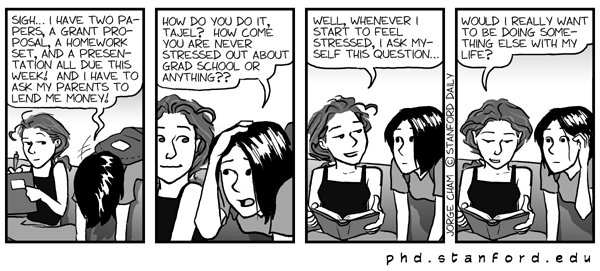 SIGH... I HAVE TWO PA-
PERS, A GRANT PRO-
POSAL, A HOMEWORK
SET, AND A PRESEN-
TATION ALL DUE THIS
WEEK! AND I HAVE TO
ASK MY PARENTS TO
LEND ME MONEY!
HOW DO YOU DO IT,
TAJEL? HOW COME
YOU ARE NEVER
STRESSED OUT ABOUT
GRAD SCHOOL OR
ANYTHING??
WELL, WHENEVER I
START TO FEEL
STRESSED, I ASK MY-
SELF THIS QUESTION...
JORGE CHAM © STANFORD DAILY
WOULD I REALLY WANT
TO BE DOING SOME-
THING ELSE WITH MY
LIFE?
phd.stanford.edu